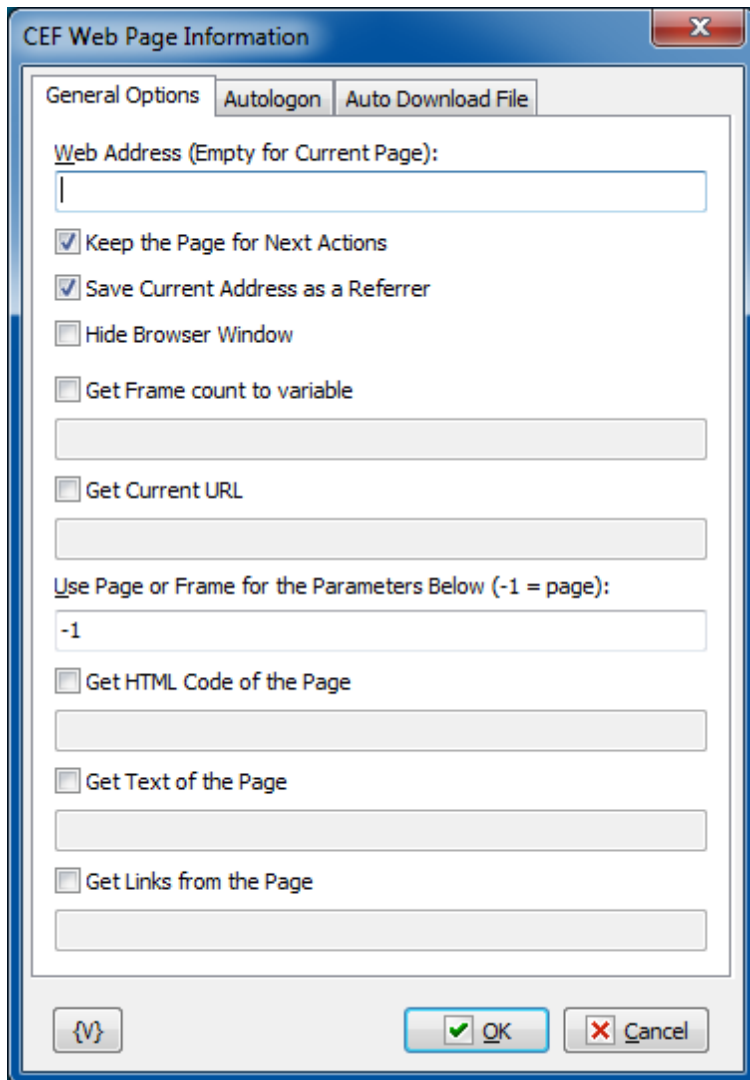 CEF Web Page Information
General Options Autologon Auto Download File
Web Address (Empty for Current Page):
Keep the Page for Next Actions
Save Current Address as a Referrer
Hide Browser Window
Get Frame count to variable
Get Current URL
Use Page or Frame for the Parameters Below (-1 = page):
-1
Get HTML Code of the Page
Get Text of the Page
Get Links from the Page
{V} OK Cancel